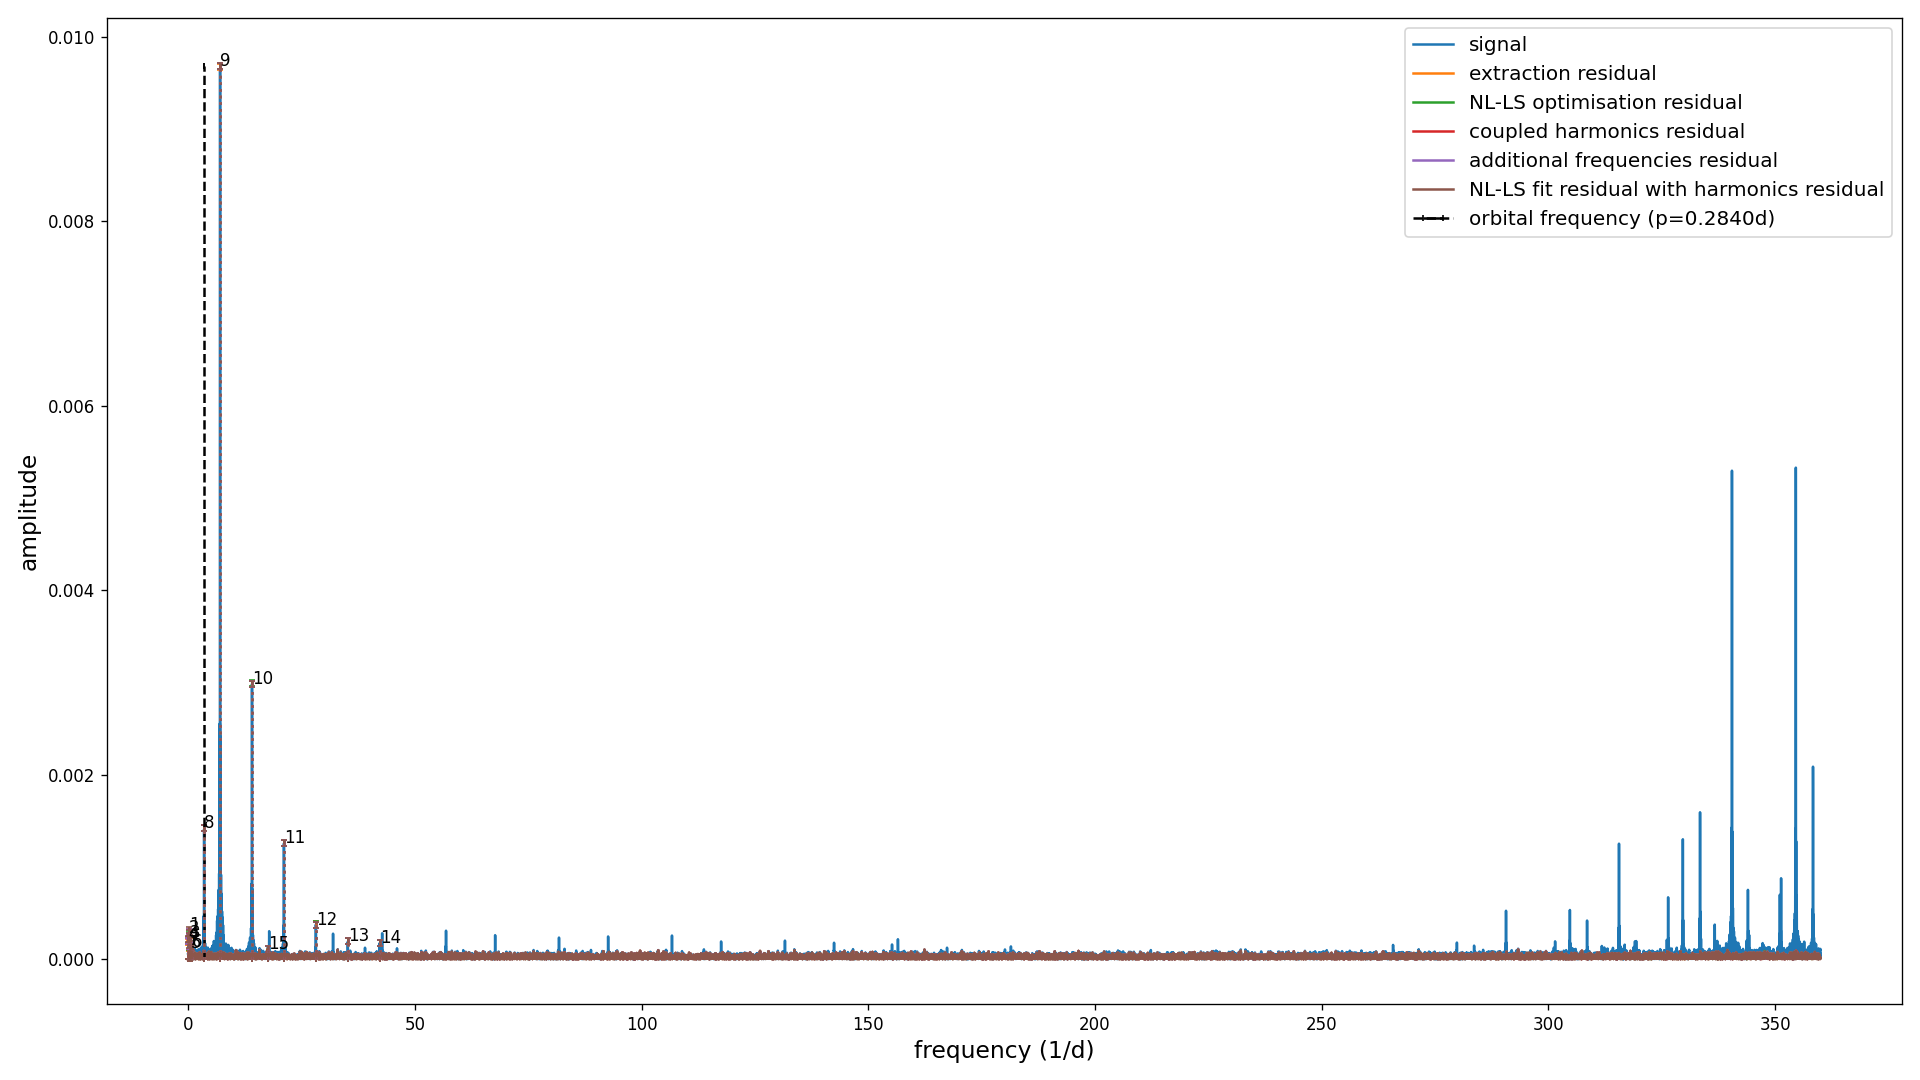 0.010
0.008
0.006
0.004
0.002
0.000
amplitude
0
50
100
150
200
250
300
350
frequency (1/d)
9
10
8
11
12
13
14
15
1
signal
extraction residual
NL-LS optimisation residual
coupled harmonics residual
additional frequencies residual
NL-LS fit residual with harmonics residual
orbital frequency (p=0.2840d)